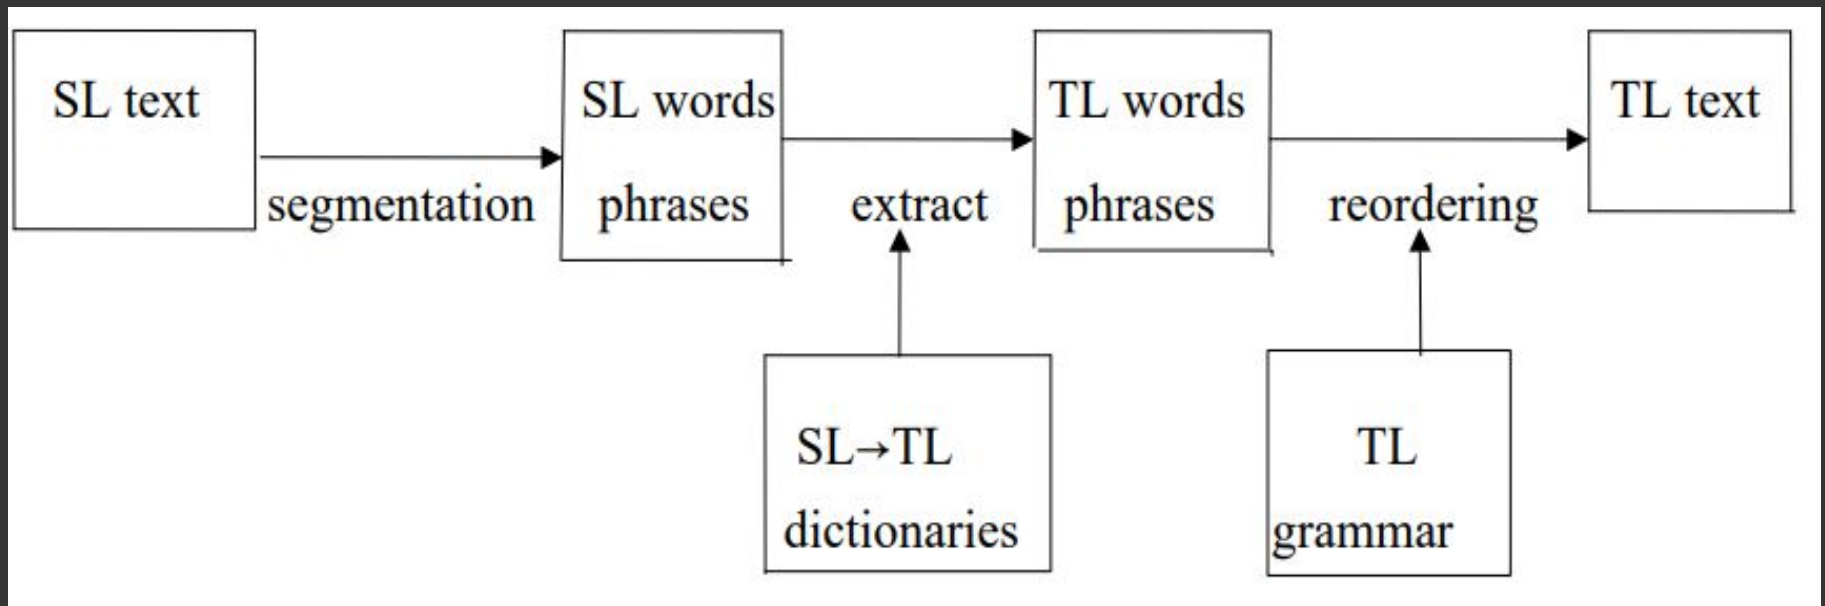 SL text
segmentation
SL words
phrases
extract
TL words
phrases
reordering
TL text
SL→TL
dictionaries
TL
grammar